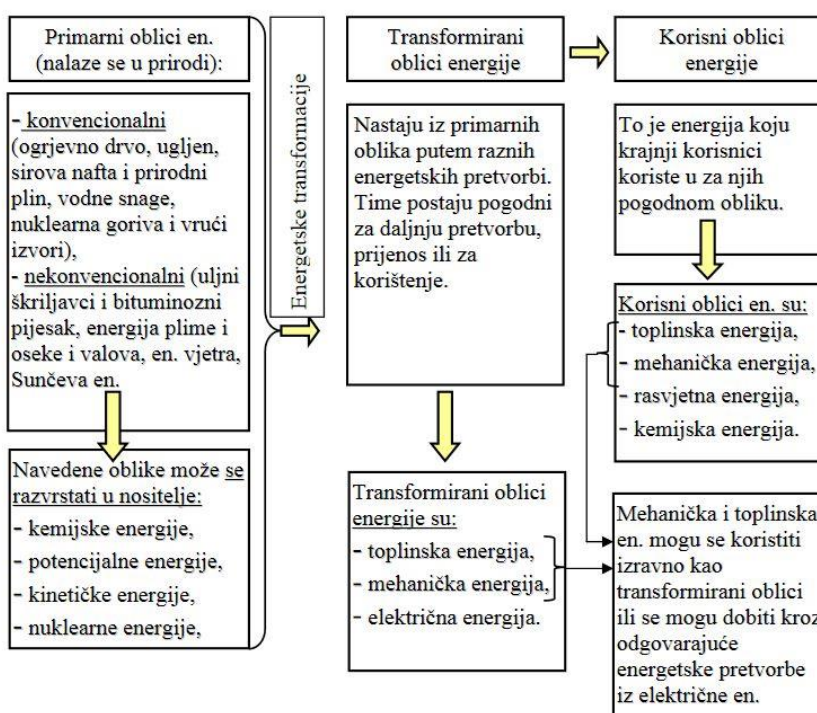 Primarni oblici en.
(nalaze se u prirodi):
- konvencionalni
(ogrjevno drvo, ugljen,
sirova nafta i prirodni
plin, vodne snage,
nuklearna goriva i vrući
izvori),
- nekonvencionalni (uljni
škriljavci i bituminozni
pijesak, energija plime i
oseke i valova, en. vjetra,
Sunčeva en.
Navedene oblike može se
razvrstati u nositelje:
- kemijske energije,
- potencijalne energije,
- kinetičke energije,
- nuklearne energije,
Energetske transformacije
Transformirani
oblici energije
Nastaju iz primarnih
oblika putem raznih
energetskih pretvorbi.
Time postaju pogodni
za daljnju pretvorbu,
prijenos ili za
korištenje.
Transformirani oblici
energije su:
- toplinska energija,
- mehanička energija,
- električna energija.
Korisni oblici
energije
To je energija koju
krajnji korisnici
koriste u za njih
pogodnom obliku.
Korisni oblici en. su:
- toplinska energija,
- mehanička energija,
- rasvjetna energija,
- kemijska energija.
Mehanička i toplinska
en. mogu se koristiti
izravno kao
transformirani oblici
ili se mogu dobiti kroz
odgovarajuće
energetske pretvorbe
iz električne en.